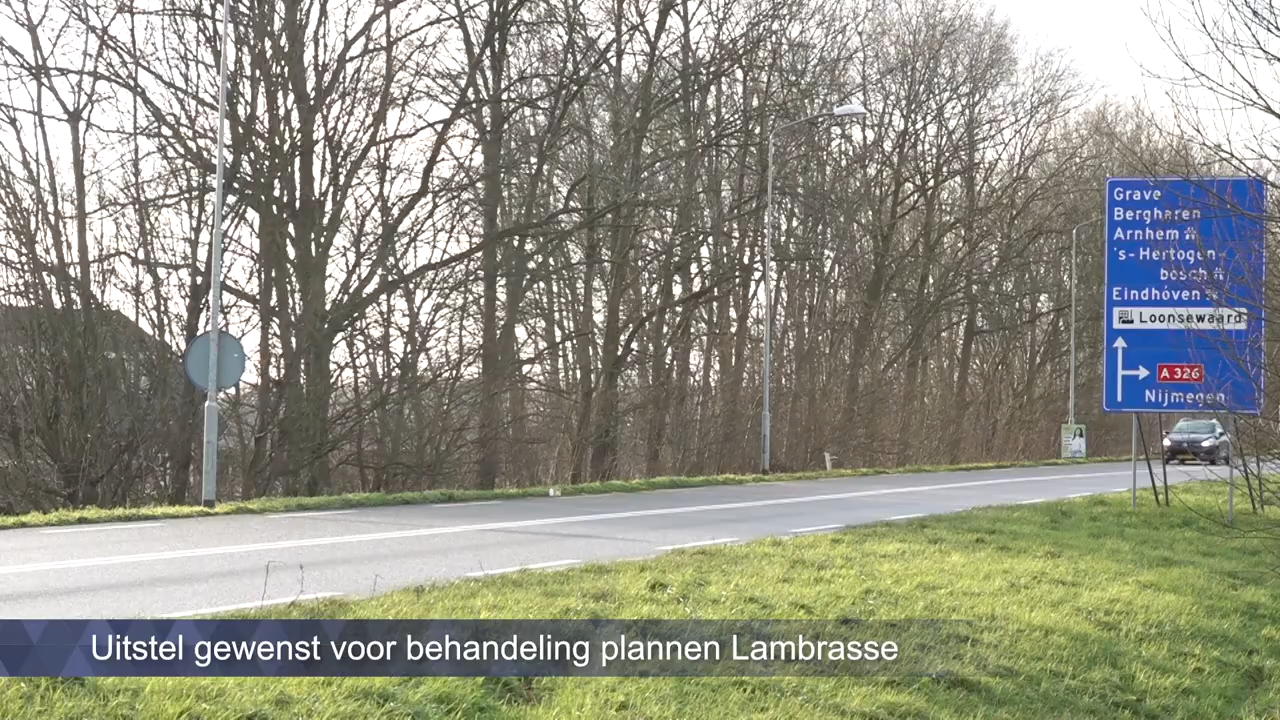 Grave
Bergharen
Arnhem
's-Hertogen-
bosch
Eindhoven
Loonsewaard
A 326
Nijmegen
Uitstel gewenst voor behandeling plannen Lambrasse